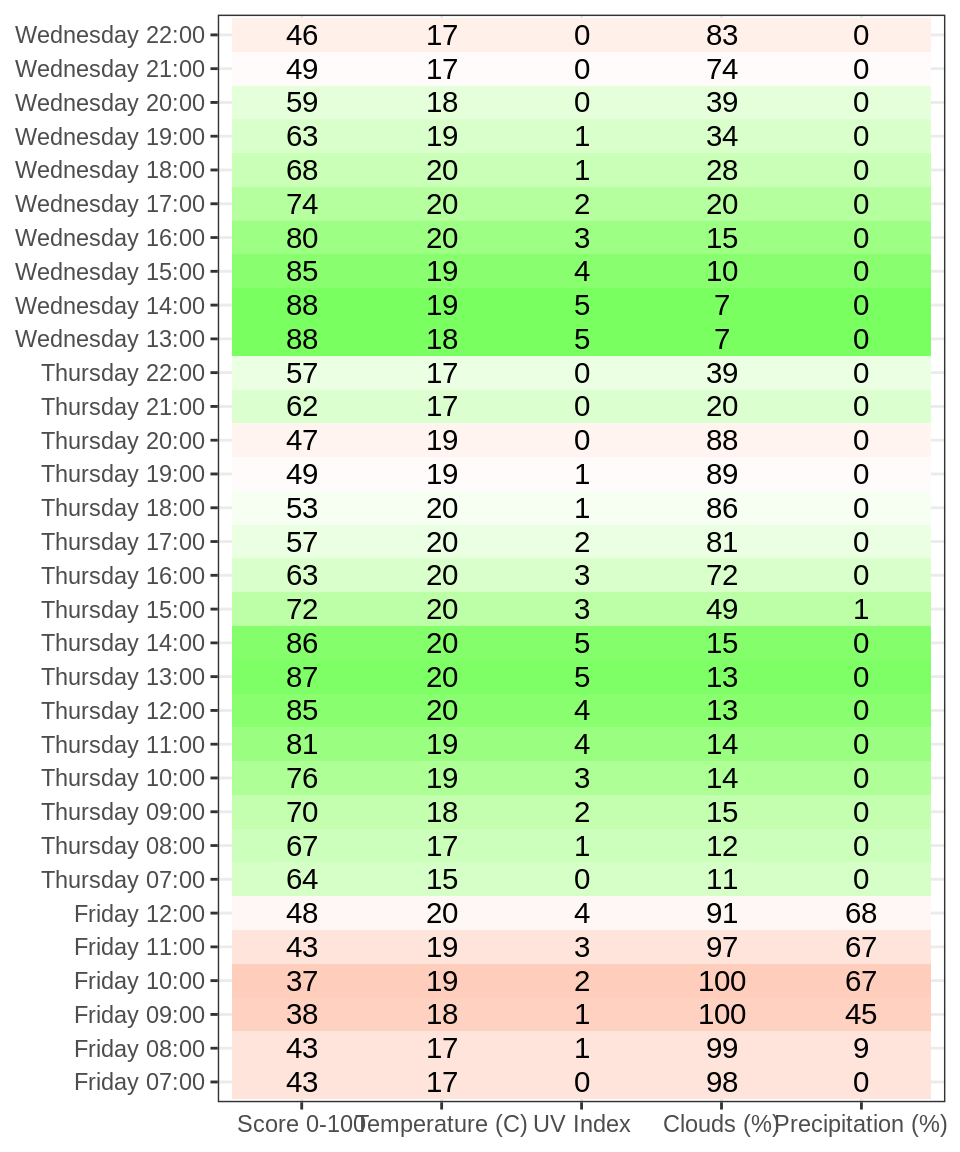 Wednesday 22:00 46 17 0 83 0
Wednesday 21:00 49 17 0 74 0
Wednesday 20:00 59 18 0 39 0
Wednesday 19:00 63 19 1 34 0
Wednesday 18:00 68 20 1 28 0
Wednesday 17:00 74 20 2 20 0
Wednesday 16:00 80 20 3 15 0
Wednesday 15:00 85 19 4 10 0
Wednesday 14:00 88 19 5 7 0
Wednesday 13:00 88 18 5 7 0
Thursday 22:00 57 17 0 39 0
Thursday 21:00 62 17 0 20 0
Thursday 20:00 47 19 0 88 0
Thursday 19:00 49 19 1 89 0
Thursday 18:00 53 20 1 86 0
Thursday 17:00 57 20 2 81 0
Thursday 16:00 63 20 3 72 0
Thursday 15:00 72 20 3 49 1
Thursday 14:00 86 20 5 15 0
Thursday 13:00 87 20 5 13 0
Thursday 12:00 85 20 4 13 0
Thursday 11:00 81 19 4 14 0
Thursday 10:00 76 19 3 14 0
Thursday 09:00 70 18 2 15 0
Thursday 08:00 67 17 1 12 0
Thursday 07:00 64 15 0 11 0
Friday 12:00 48 20 4 91 68
Friday 11:00 43 19 3 97 67
Friday 10:00 37 19 2 100 67
Friday 09:00 38 18 1 100 45
Friday 08:00 43 17 1 99 9
Friday 07:00 43 17 0 98 0
Score 0-100 Temperature (C) UV Index Clouds (%) Precipitation (%)